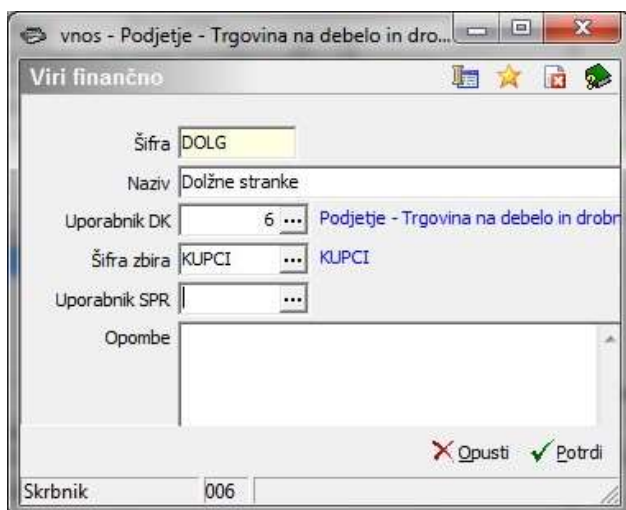 vnos - Podjetje - Trgovina na debelo in dro...
Viri finančno
Šifra DOLG
Naziv Dolžne stranke
Uporabnik DK 6 ... Podjetje - Trgovina na debelo in drobn
Šifra zbira KUPCI ... KUPCI
Uporabnik SPR ...
Opombe
Opusti Potrdi
Skrbnik 006